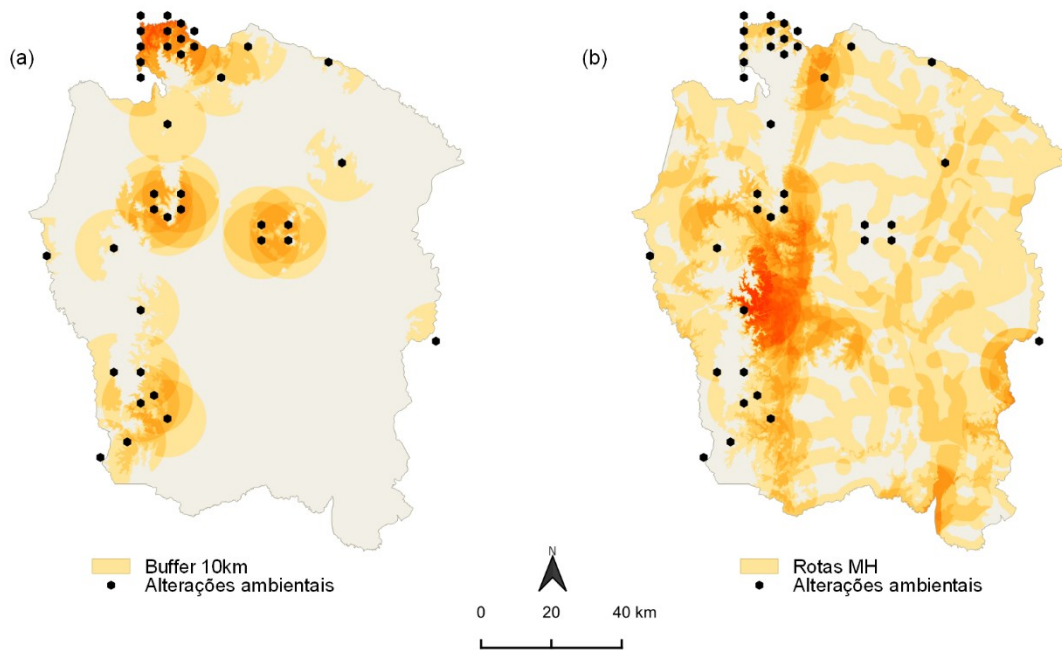 (a)
(b)
Buffer 10km
Alterações ambientais
N
0 20 40 km
Rotas MH
Alterações ambientais